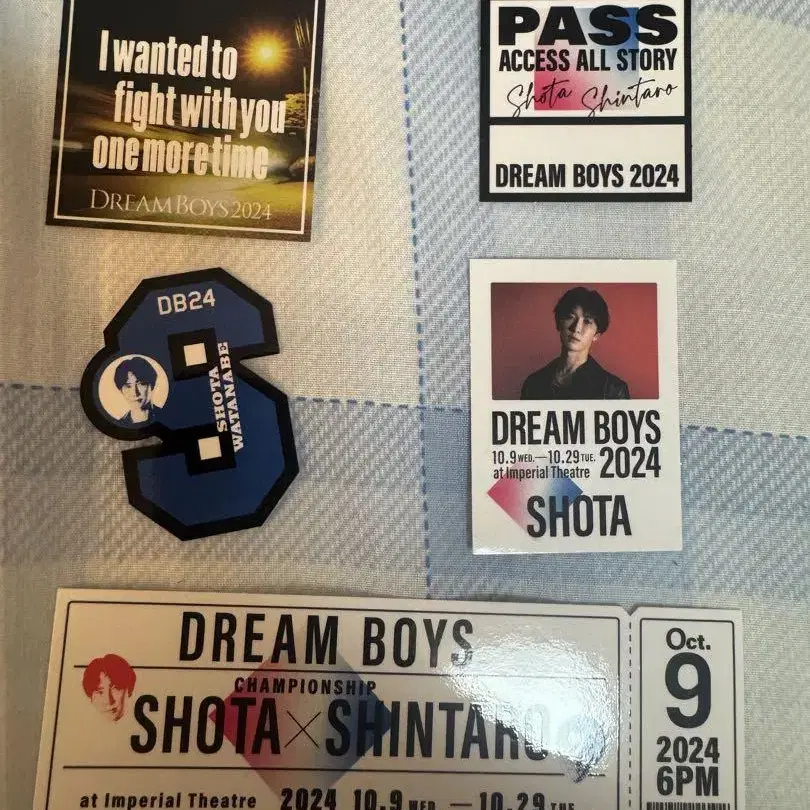 I wanted to
fight with you
one more time
DREAM BOYS 2024
PASS
ACCESS ALL STORY
Shota Shintaro
DREAM BOYS 2024
DB24
SHOTA
WATANABE
DREAM BOYS
10.9 WED.—10.29 TUE.
at Imperial Theatre 2024
SHOTA
DREAM BOYS
CHAMPIONSHIP
SHOTA×SHINTARO
at Imperial Theatre 2024 10.9 WED. —10.29 TUE.
Oct.
9
2024
6PM